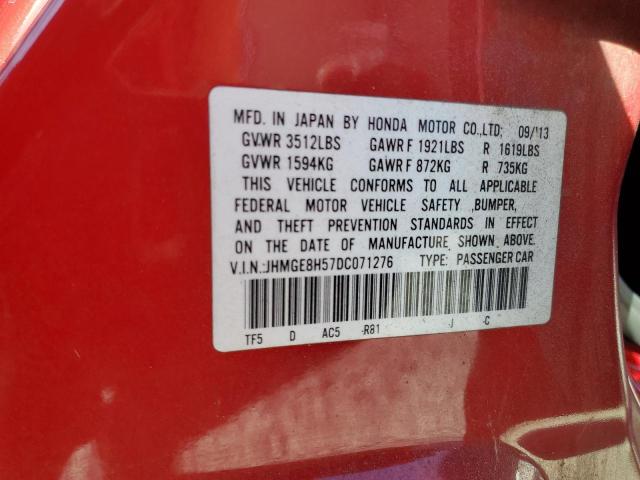 MFD. IN JAPAN BY HONDA MOTOR CO.,LTD; 09/'13
GVWR 3512LBS GAWR F 1921LBS R 1619LBS
GVWR 1594KG GAWR F 872KG R 735KG
THIS VEHICLE CONFORMS TO ALL APPLICABLE
FEDERAL MOTOR VEHICLE SAFETY ,BUMPER,
AND THEFT PREVENTION STANDARDS IN EFFECT
ON THE DATE OF MANUFACTURE SHOWN ABOVE.
V.I.N:JHMGE8H57DC071276 TYPE: PASSENGER CAR
TF5 D AC5 -R81 -J -C